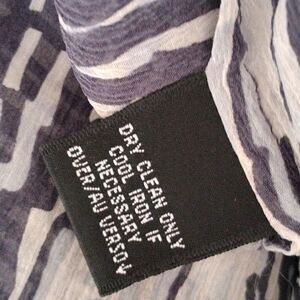 DRY CLEAN ONLY
COOL IRON IF
NECESSARY
OVER/AU VERSO↓